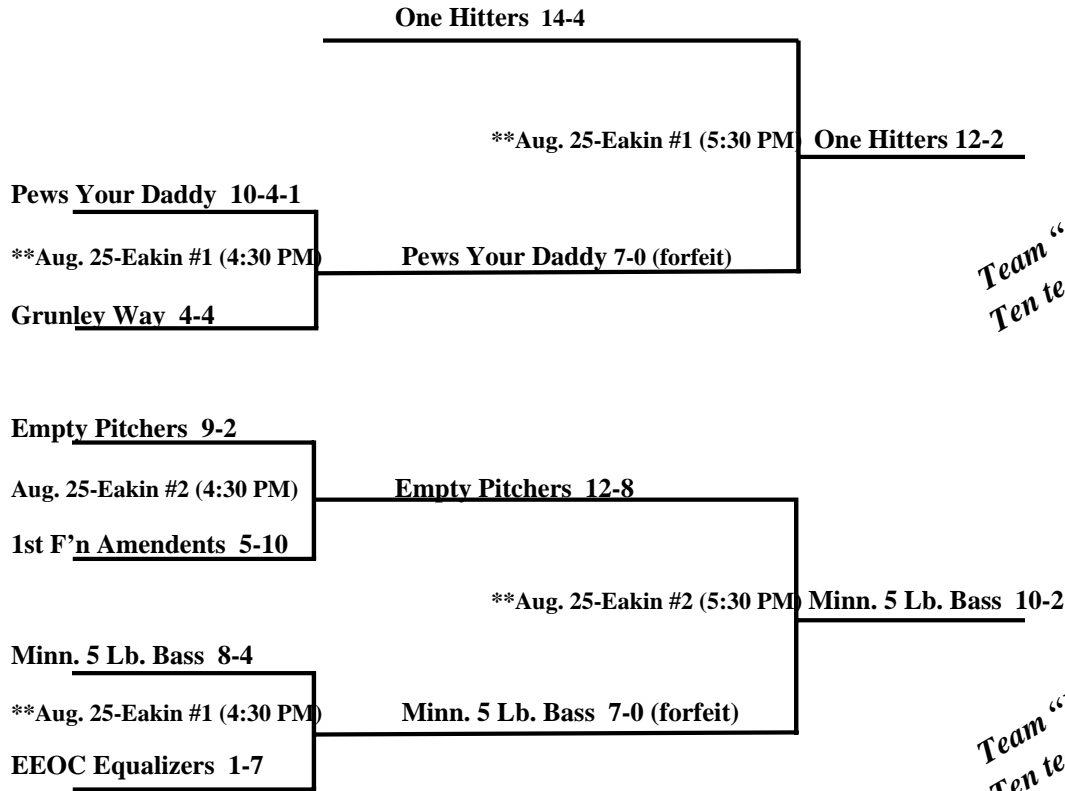 One Hitters 14-4
**Aug. 25-Eakin #1 (5:30 PM) One Hitters 12-2
Pews Your Daddy 10-4-1
**Aug. 25-Eakin #1 (4:30 PM) Pews Your Daddy 7-0 (forfeit)
Grunley Way 4-4
Team “
Ten te
Empty Pitchers 9-2
Aug. 25-Eakin #2 (4:30 PM) Empty Pitchers 12-8
1st F’n Amendents 5-10
**Aug. 25-Eakin #2 (5:30 PM) Minn. 5 Lb. Bass 10-2
Minn. 5 Lb. Bass 8-4
**Aug. 25-Eakin #1 (4:30 PM) Minn. 5 Lb. Bass 7-0 (forfeit)
EEOC Equalizers 1-7
Team “
Ten te